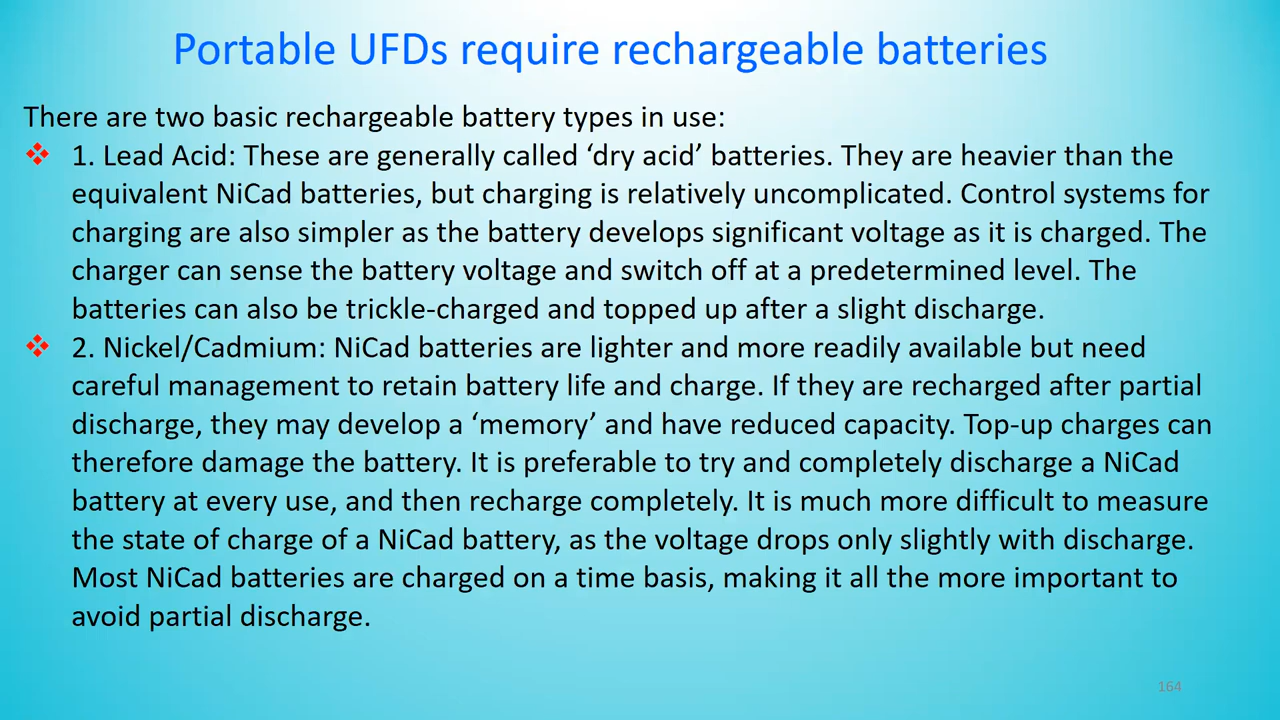 Portable UFDs require rechargeable batteries
There are two basic rechargeable battery types in use:
❖ 1. Lead Acid: These are generally called ‘dry acid’ batteries. They are heavier than the
equivalent NiCad batteries, but charging is relatively uncomplicated. Control systems for
charging are also simpler as the battery develops significant voltage as it is charged. The
charger can sense the battery voltage and switch off at a predetermined level. The
batteries can also be trickle-charged and topped up after a slight discharge.
❖ 2. Nickel/Cadmium: NiCad batteries are lighter and more readily available but need
careful management to retain battery life and charge. If they are recharged after partial
discharge, they may develop a ‘memory’ and have reduced capacity. Top-up charges can
therefore damage the battery. It is preferable to try and completely discharge a NiCad
battery at every use, and then recharge completely. It is much more difficult to measure
the state of charge of a NiCad battery, as the voltage drops only slightly with discharge.
Most NiCad batteries are charged on a time basis, making it all the more important to
avoid partial discharge.
164